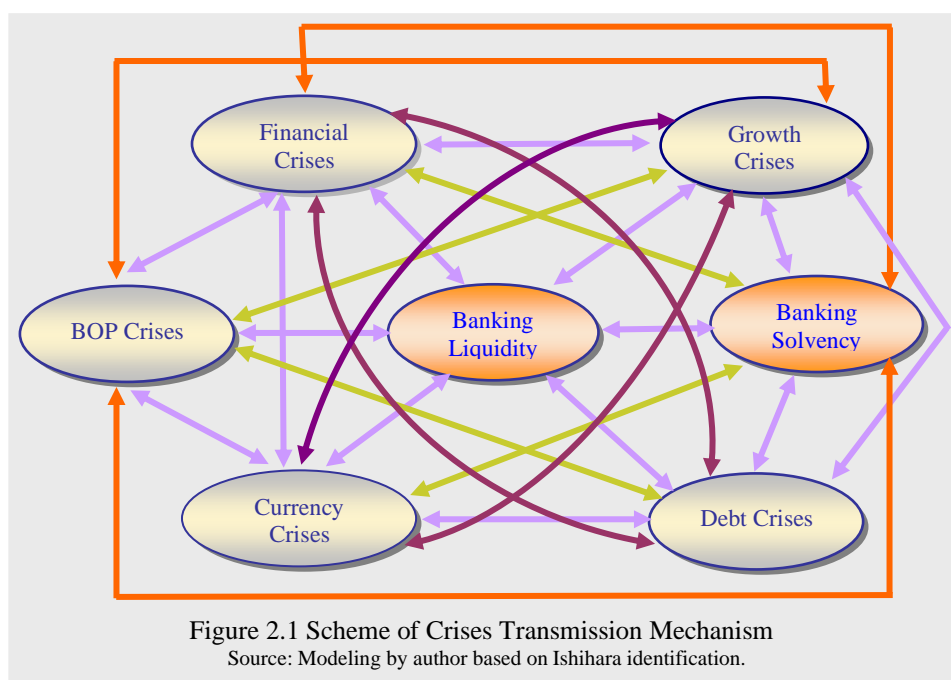 Financial
Crises
Growth
Crises
BOP Crises
Banking
Liquidity
Banking
Solvency
Currency
Crises
Debt Crises
Figure 2.1 Scheme of Crises Transmission Mechanism
Source: Modeling by author based on Ishihara identification.